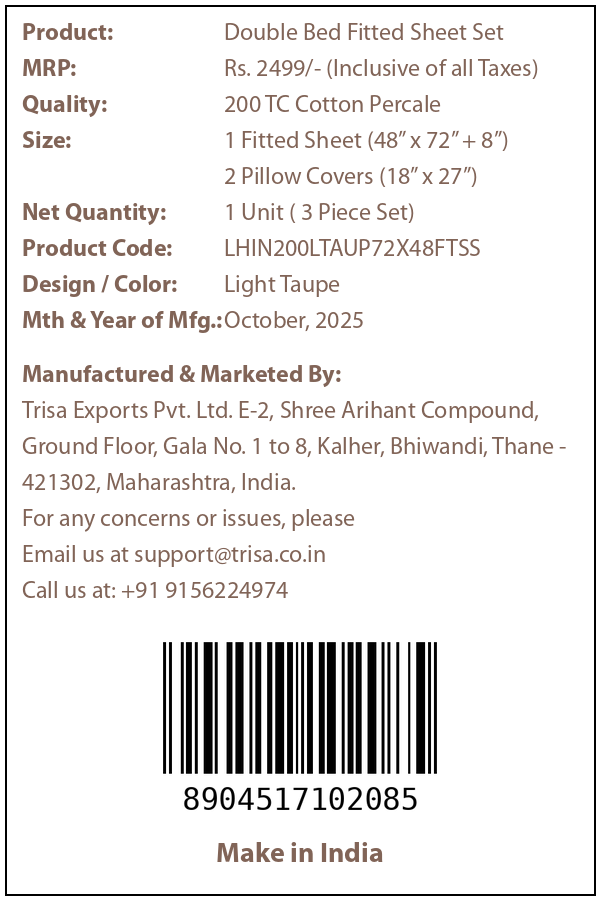 Product: Double Bed Fitted Sheet Set
MRP: Rs. 2499/- (Inclusive of all Taxes)
Quality: 200 TC Cotton Percale
Size: 1 Fitted Sheet (48” x 72” + 8”)
2 Pillow Covers (18” x 27”)
Net Quantity: 1 Unit ( 3 Piece Set)
Product Code: LHIN200LTAUP72X48FTSS
Design / Color: Light Taupe
Mth & Year of Mfg.: October, 2025
Manufactured & Marketed By:
Trisa Exports Pvt. Ltd. E-2, Shree Arihant Compound,
Ground Floor, Gala No. 1 to 8, Kalher, Bhiwandi, Thane -
421302, Maharashtra, India.
For any concerns or issues, please
Email us at support@trisa.co.in
Call us at: +91 9156224974
8904517102085
Make in India